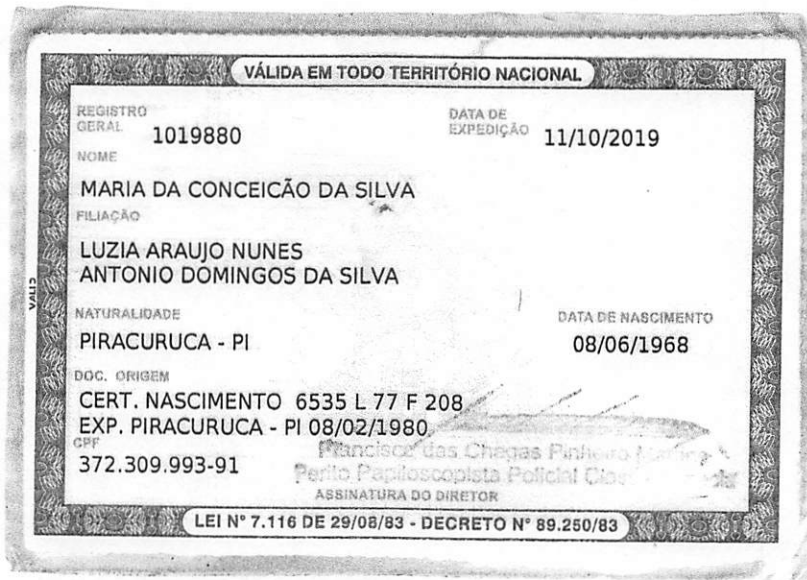 VÁLIDA EM TODO TERRITÓRIO NACIONAL
REGISTRO GERAL 1019880 DATA DE EXPEDIÇÃO 11/10/2019
NOME
MARIA DA CONCEICÃO DA SILVA
FILIAÇÃO
LUZIA ARAUJO NUNES
ANTONIO DOMINGOS DA SILVA
NATURALIDADE DATA DE NASCIMENTO
PIRACURUCA - PI 08/06/1968
DOC. ORIGEM
CERT. NASCIMENTO 6535 L 77 F 208
EXP. PIRACURUCA - PI 08/02/1980
CPF
372.309.993-91
das Chagas Pinheiro
Perito Papiloscopista Policial
ASSINATURA DO DIRETOR
LEI Nº 7.116 DE 29/08/83 - DECRETO Nº 89.250/83